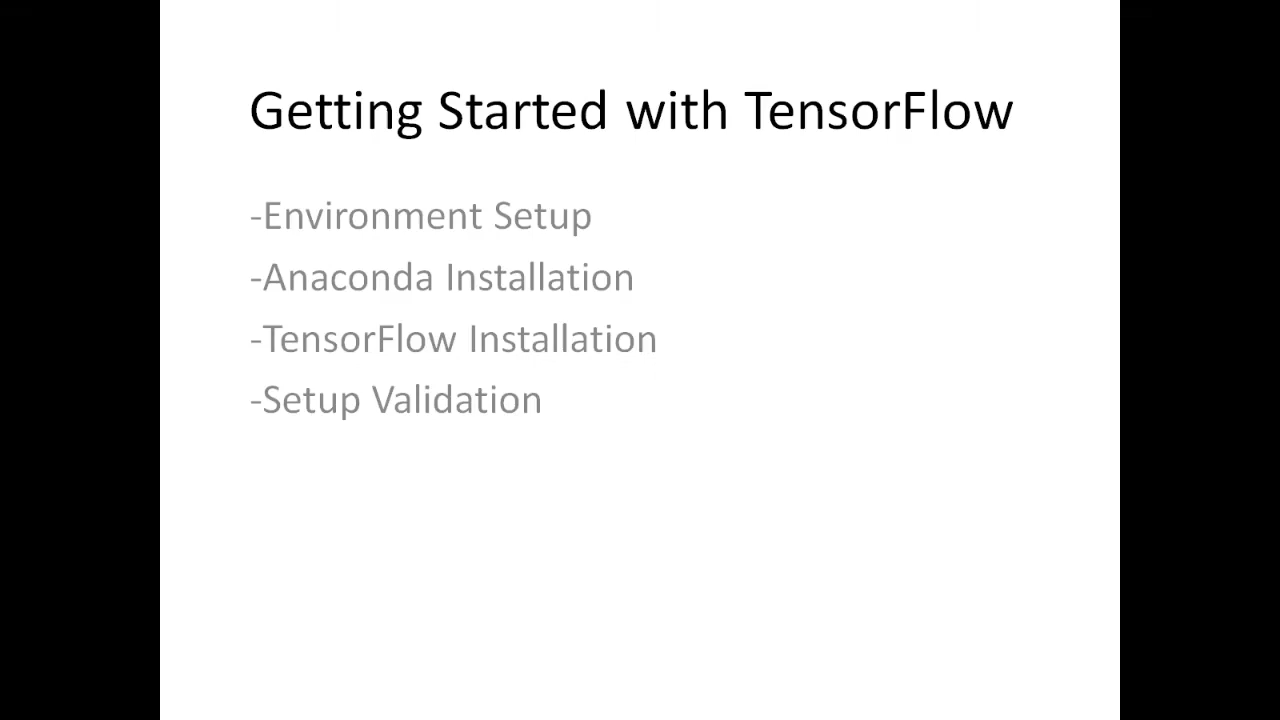 Getting Started with TensorFlow
-Environment Setup
-Anaconda Installation
-TensorFlow Installation
-Setup Validation